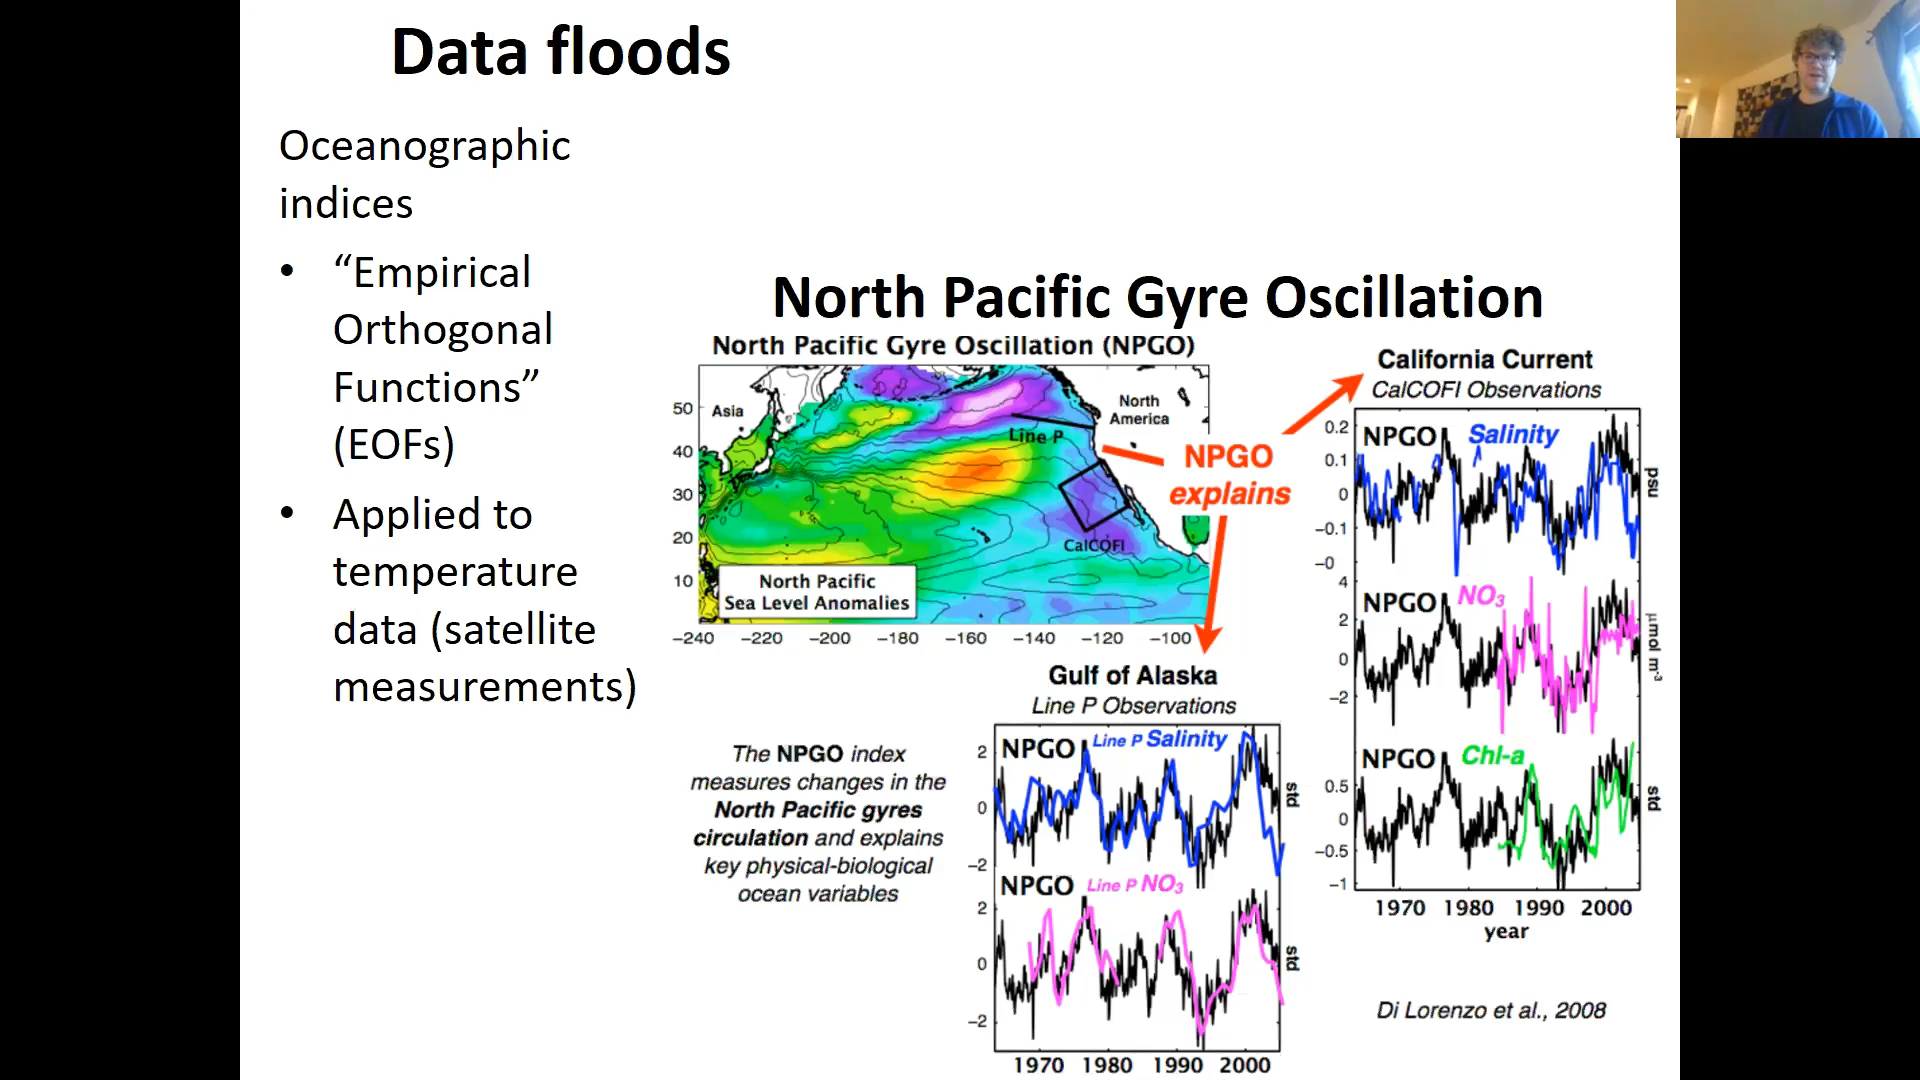 Data floods
Oceanographic
indices
• “Empirical
Orthogonal
Functions”
(EOFs)
• Applied to
temperature
data (satellite
measurements)
North Pacific Gyre Oscillation
North Pacific Gyre Oscillation (NPGO)
50
40
30
20
10
Asia
North
America
Line P
CalCOFI
North Pacific
Sea Level Anomalies
−240 −220 −200 −180 −160 −140 −120 −100
NPGO
explains
The NPGO index
measures changes in the
North Pacific gyres
circulation and explains
key physical-biological
ocean variables
Gulf of Alaska
Line P Observations
NPGO Line P Salinity
2
0
−2
std
NPGO Line P NO₃
2
0
−2
std
1970 1980 1990 2000
California Current
CalCOFI Observations
NPGO Salinity
0.2
0.1
0
−0.1
−0
psu
NPGO NO₃
4
2
0
−2
μmol m⁻³
NPGO Chl-a
0.5
0
−0.5
−1
std
1970 1980 1990 2000
year
Di Lorenzo et al., 2008